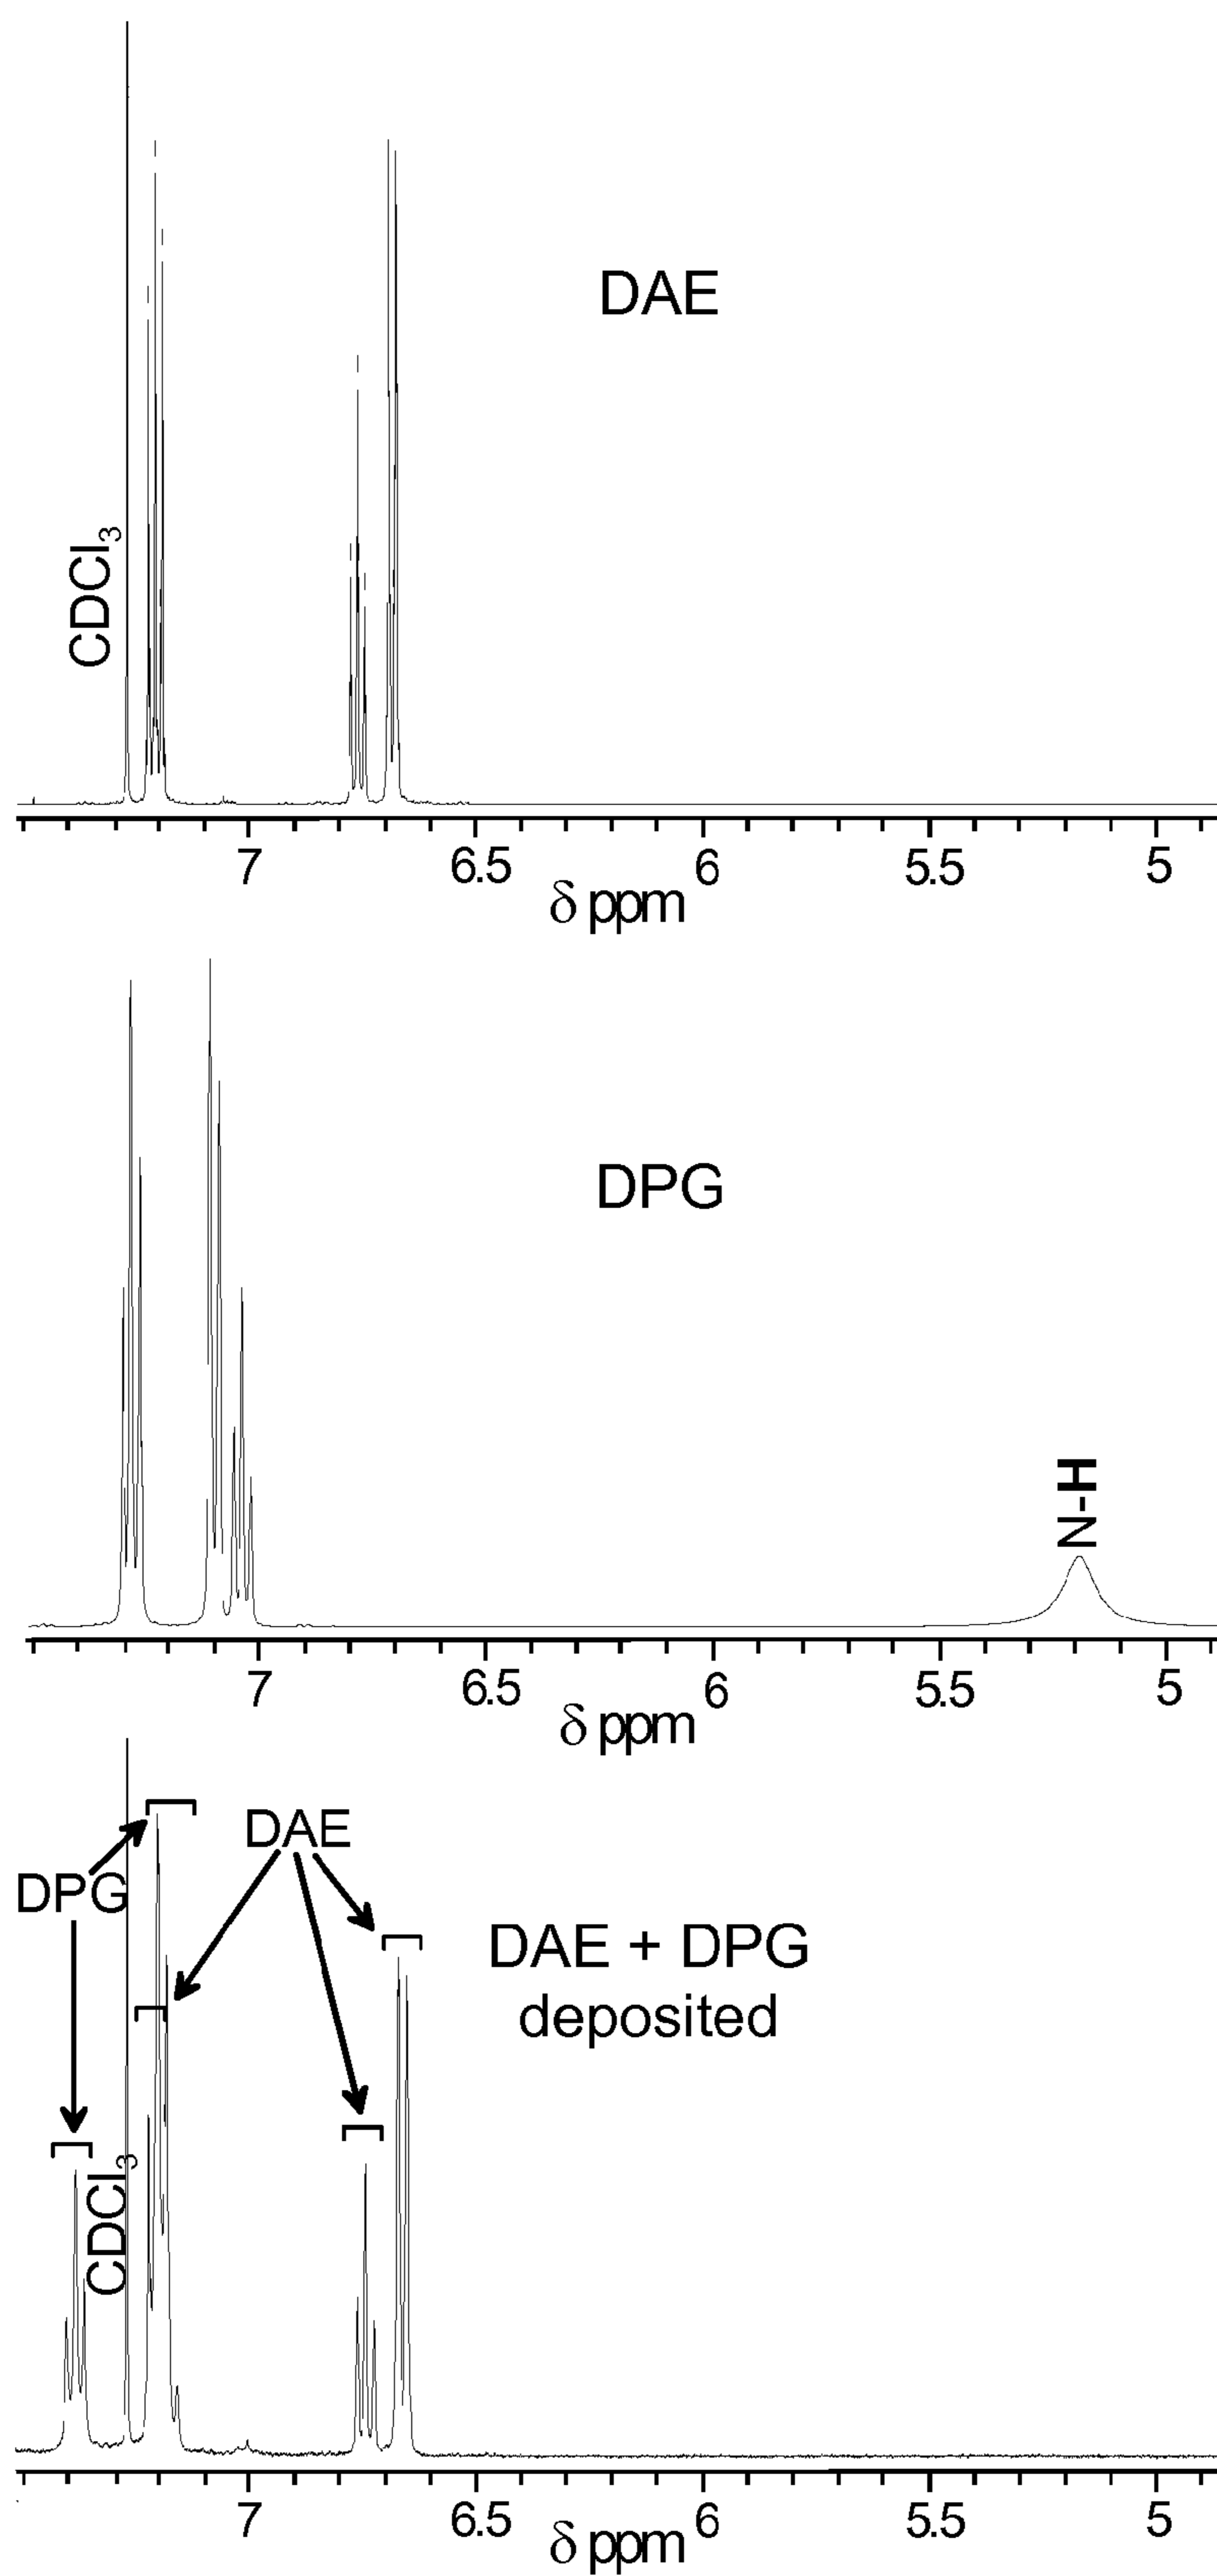 DAE
CDCl3
7 6.5 6 5.5 5
δ ppm
DPG
N-H
7 6.5 6 5.5 5
δ ppm
DAE
DPG
DAE + DPG
deposited
CDCl3
7 6.5 6 5.5 5
δ ppm